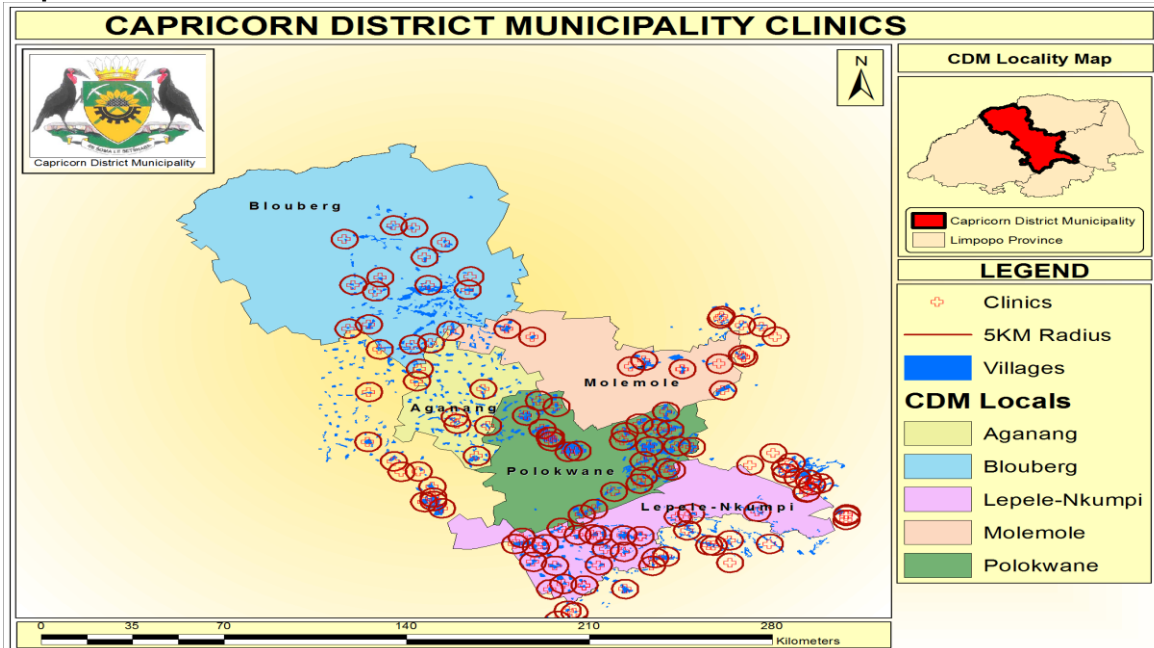 CAPRICORN DISTRICT MUNICIPALITY CLINICS
Capricorn District Municipality
N
Blouberg
Molemole
Aganang
Polokwane
Lepele-Nkumpi
0 35 70 140 210 280
Kilometers
CDM Locality Map
Capricorn District Municipality
Limpopo Province
LEGEND
Clinics
5KM Radius
Villages
CDM Locals
Aganang
Blouberg
Lepele-Nkumpi
Molemole
Polokwane